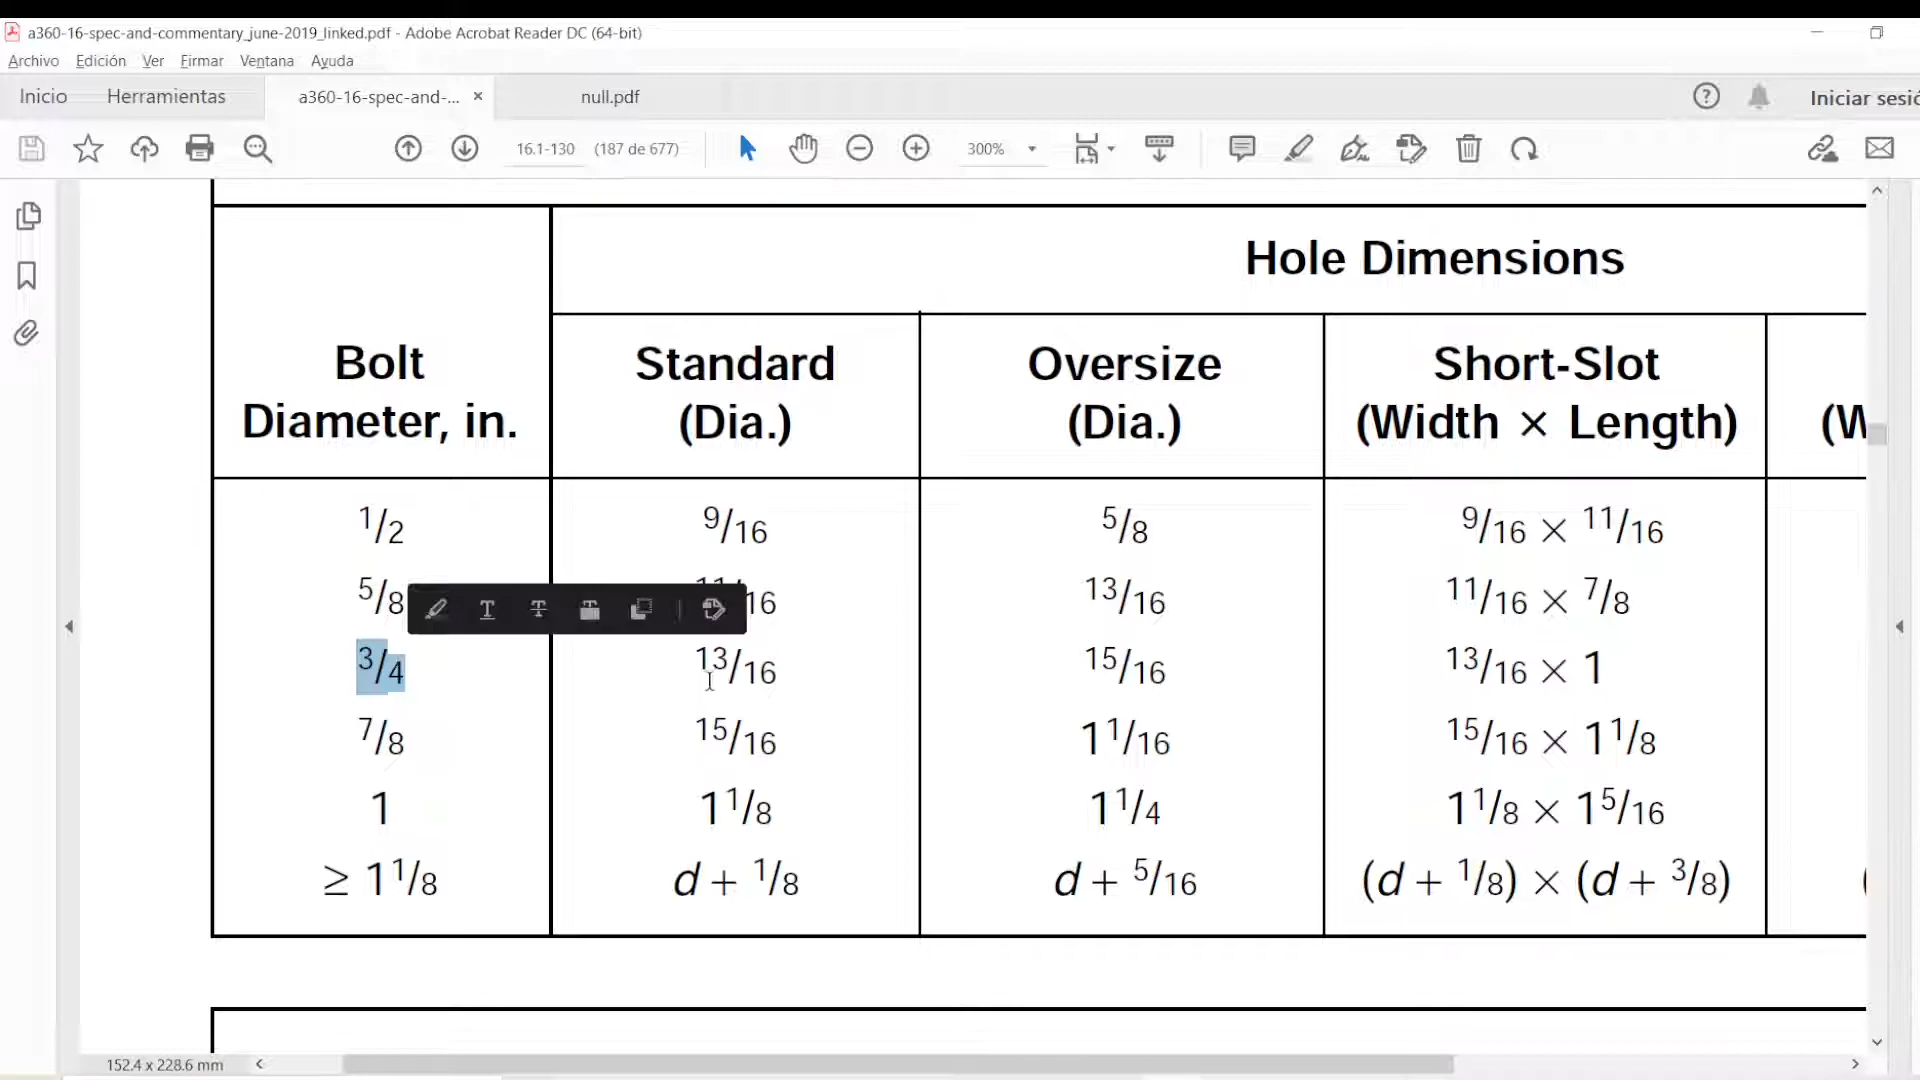 a360-16-spec-and-commentary_june-2019_linked.pdf - Adobe Acrobat Reader DC (64-bit)
Archivo Edición Ver Firmar Ventana Ayuda
Inicio Herramientas a360-16-spec-and-... × null.pdf Iniciar sesió
16.1-130 (187 de 677) 300%
Hole Dimensions
Bolt Diameter, in. Standard (Dia.) Oversize (Dia.) Short-Slot (Width × Length) (W
1/2 9/16 5/8 9/16 × 11/16
5/8 16 13/16 11/16 × 7/8
3/4 13/16 15/16 13/16 × 1
7/8 15/16 1 1/16 15/16 × 1 1/8
1 1 1/8 1 1/4 1 1/8 × 1 5/16
≥ 1 1/8 d + 1/8 d + 5/16 (d + 1/8) × (d + 3/8) (
152.4 x 228.6 mm